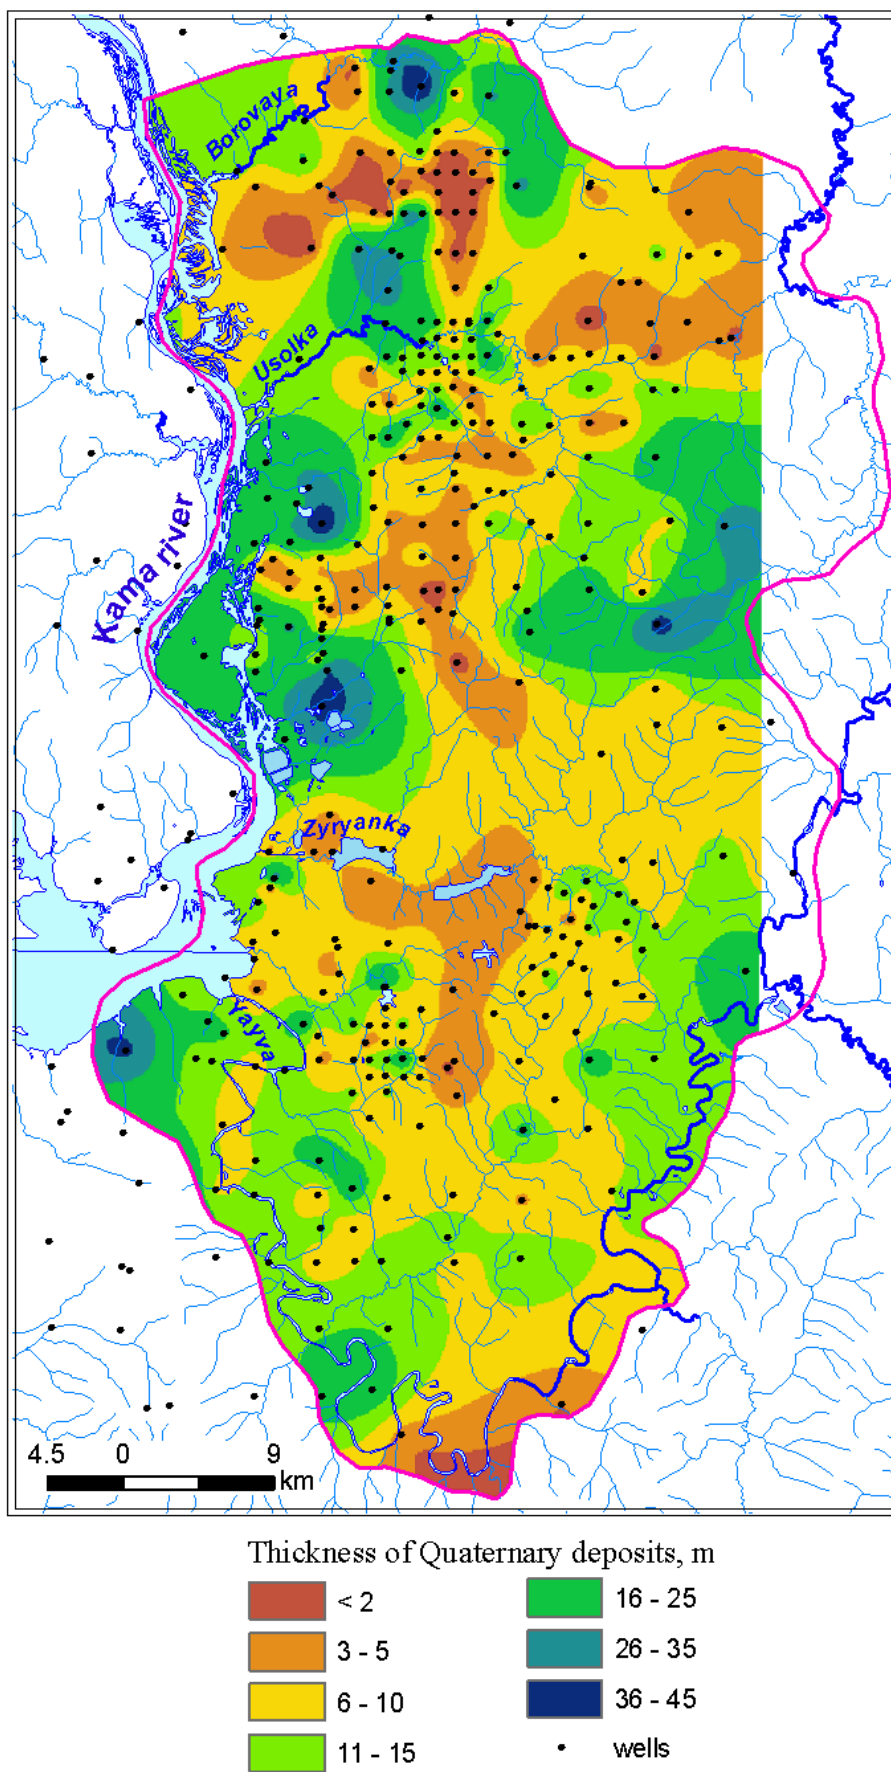 Borovaya
Usolka
Kama river
Zyryanka
Yayva
4.5 0 9
km
Thickness of Quaternary deposits, m
< 2
3 - 5
6 - 10
11 - 15
16 - 25
26 - 35
36 - 45
wells